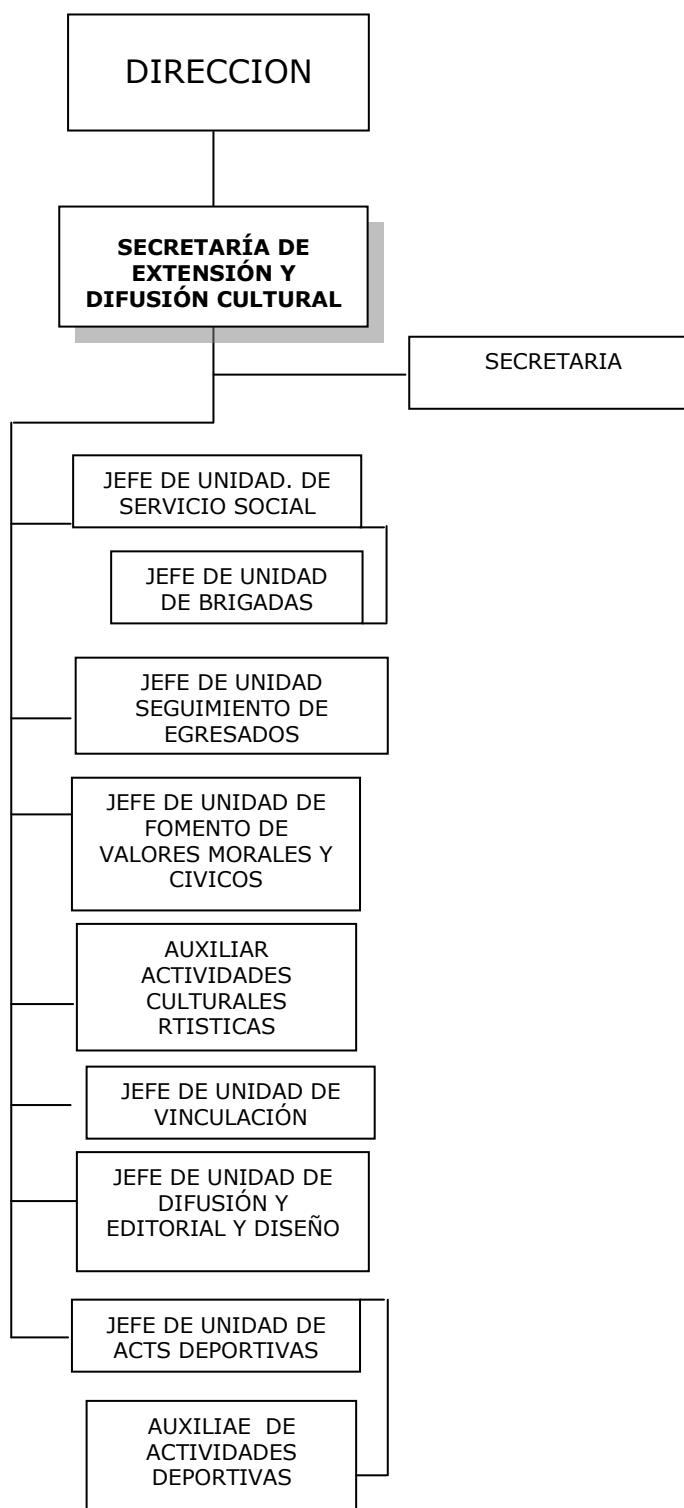 DIRECCION
SECRETARÍA DE
EXTENSIÓN Y
DIFUSIÓN CULTURAL
SECRETARIA
JEFE DE UNIDAD. DE
SERVICIO SOCIAL
JEFE DE UNIDAD
DE BRIGADAS
JEFE DE UNIDAD
SEGUIMIENTO DE
EGRESADOS
JEFE DE UNIDAD DE
FOMENTO DE
VALORES MORALES Y
CIVICOS
AUXILIAR
ACTIVIDADES
CULTURALES
RTISTICAS
JEFE DE UNIDAD DE
VINCULACIÓN
JEFE DE UNIDAD DE
DIFUSIÓN Y
EDITORIAL Y DISEÑO
JEFE DE UNIDAD DE
ACTS DEPORTIVAS
AUXILIAE DE
ACTIVIDADES
DEPORTIVAS